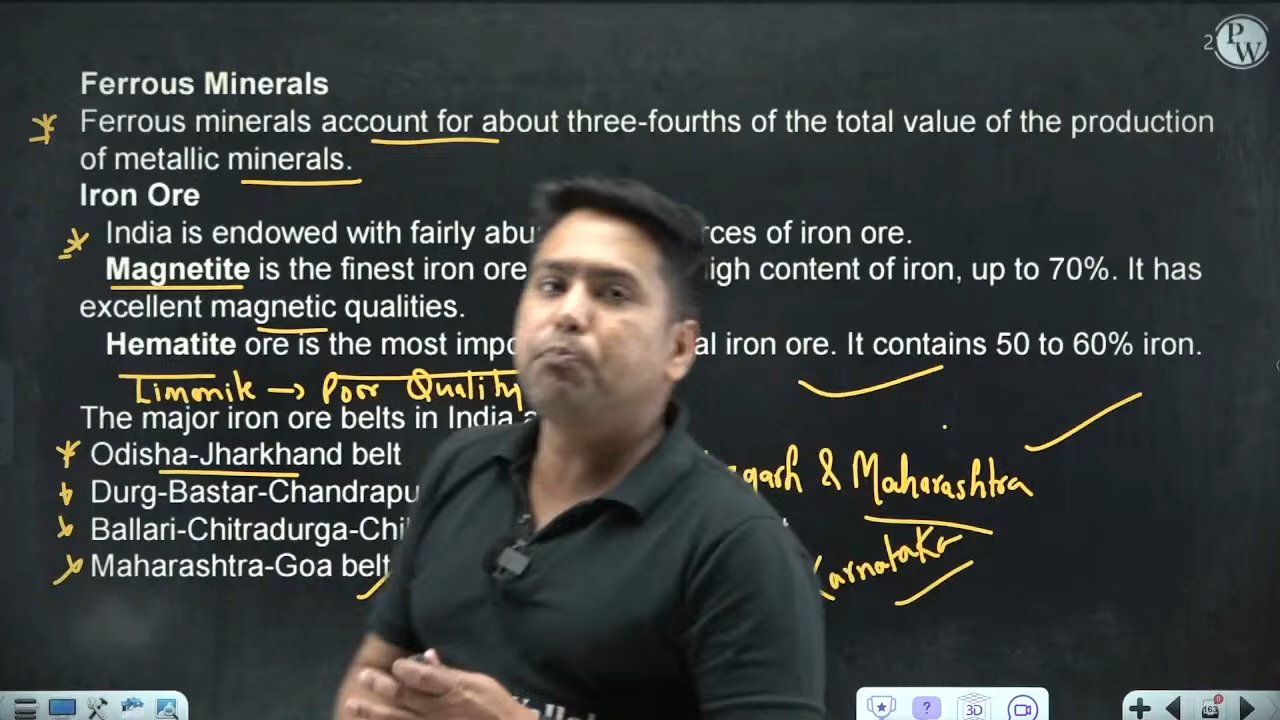 2 PW
Ferrous Minerals
Ferrous minerals account for about three-fourths of the total value of the production
of metallic minerals.
Iron Ore
India is endowed with fairly abu rces of iron ore.
Magnetite is the finest iron ore igh content of iron, up to 70%. It has
excellent magnetic qualities.
Hematite ore is the most impo al iron ore. It contains 50 to 60% iron.
→ Poor Quality
The major iron ore belts in India a
Odisha-Jharkhand belt
Durg-Bastar-Chandrapu garh & Maharashtra
Ballari-Chitradurga-Chi Karnataka
Maharashtra-Goa belt
? 3D 163